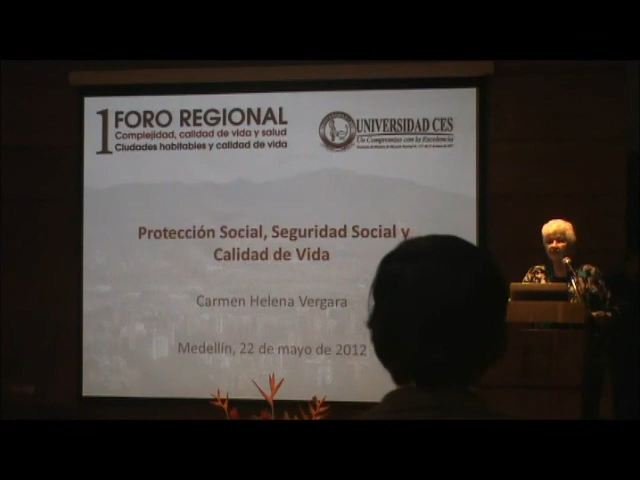 1 FORO REGIONAL
Complejidad, calidad de vida y salud
Ciudades habitables y calidad de vida
UNIVERSIDAD CES
Un Compromiso con la Excelencia
Protección Social, Seguridad Social y
Calidad de Vida
Carmen Helena Vergara
Medellín, 22 de mayo de 2012